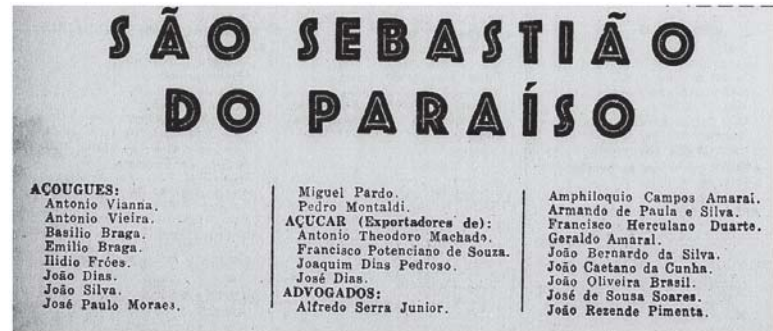 SÃO SEBASTIÃO
DO PARAÍSO
AÇOUGUES:
Antonio Vianna.
Antonio Vieira.
Basilio Braga.
Emilio Braga.
Ilidio Fróes.
João Dias.
João Silva.
José Paulo Moraes.
Miguel Pardo.
Pedro Montaldi.
AÇUCAR (Exportadores de):
Antonio Theodoro Machado.
Francisco Potenciano de Souza.
Joaquim Dias Pedroso.
José Dias.
ADVOGADOS:
Alfredo Serra Junior.
Amphiloquio Campos Amaral.
Armando de Paula e Silva.
Francisco Herculano Duarte.
Geraldo Amaral.
João Bernardo da Silva.
João Caetano da Cunha.
João Oliveira Brasil.
José de Sousa Soares.
João Rezende Pimenta.